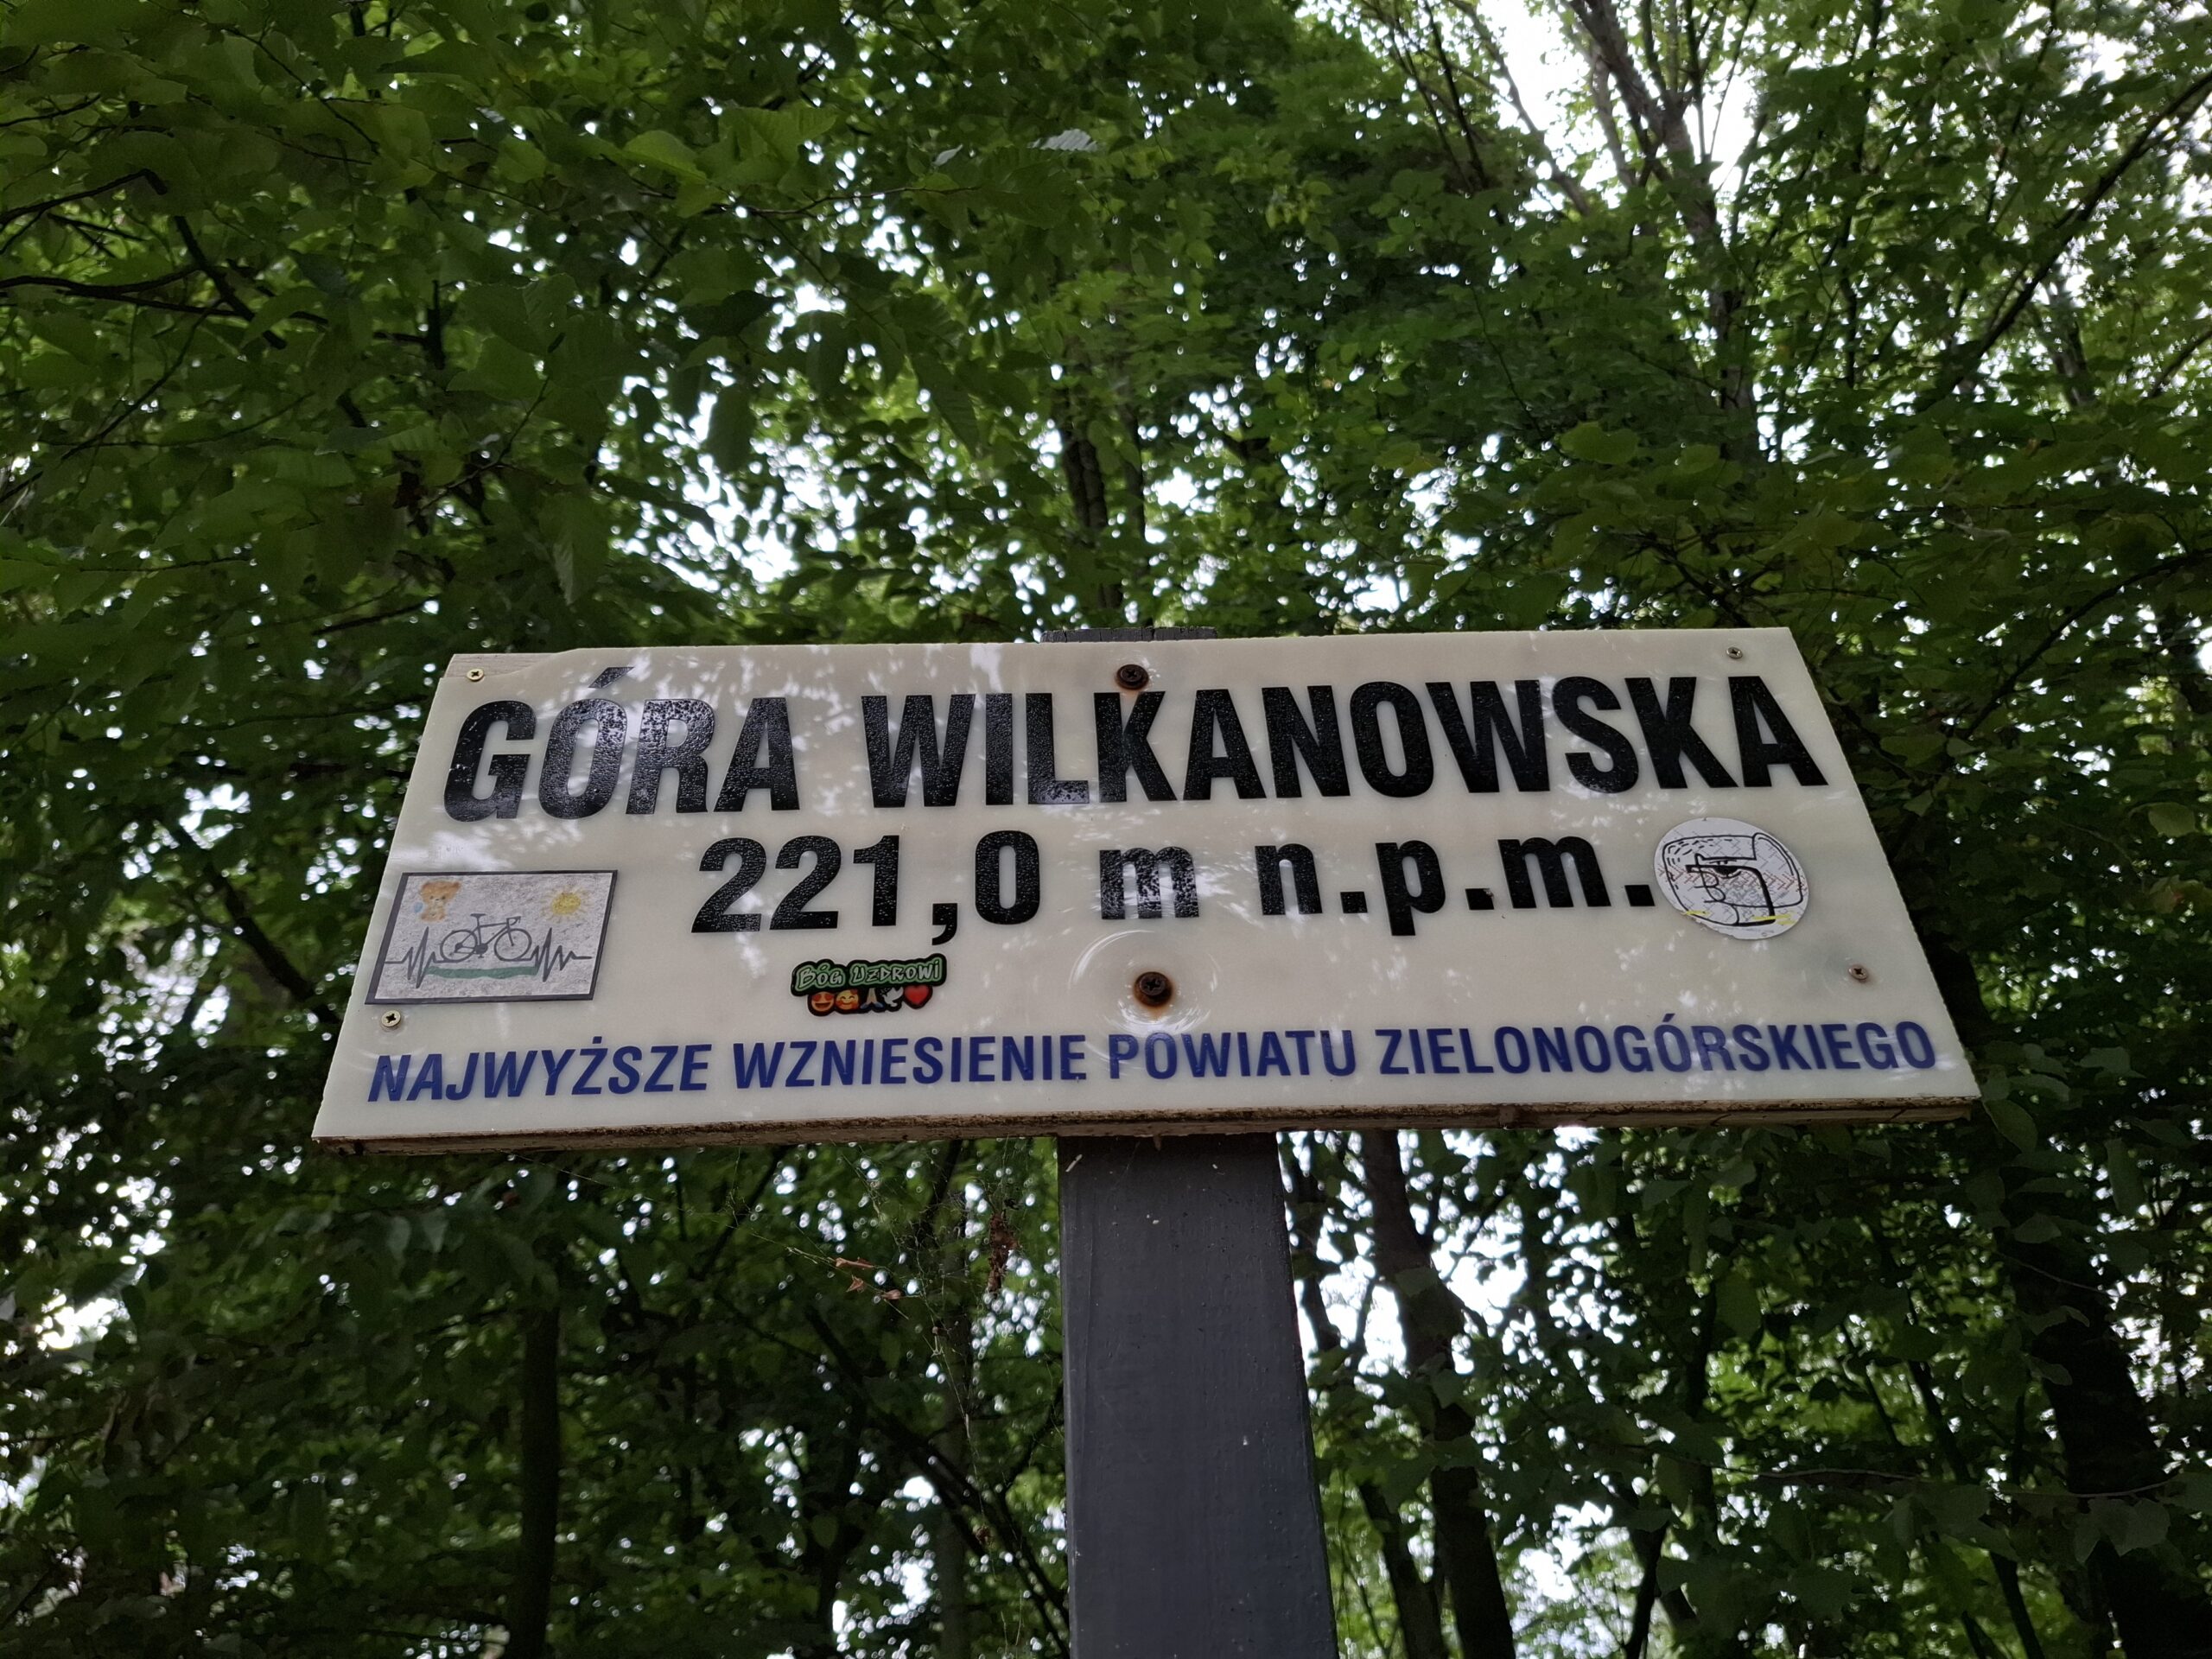 GÓRA WILKANOWSKA
221,0 m n.p.m.
BÓG UZDROWI
NAJWYŻSZE WZNIESIENIE POWIATU ZIELONOGÓRSKIEGO